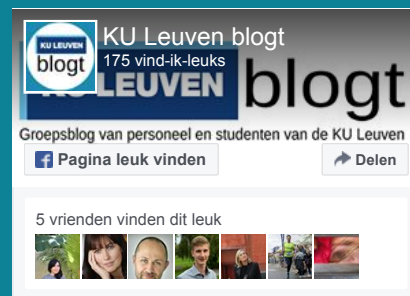 KU LEUVEN
blogt
KU Leuven blogt
175 vind-ik-leuks
KU LEUVEN blogt
Groepsblog van personeel en studenten van de KU Leuven
Pagina leuk vinden
Delen
5 vrienden vinden dit leuk